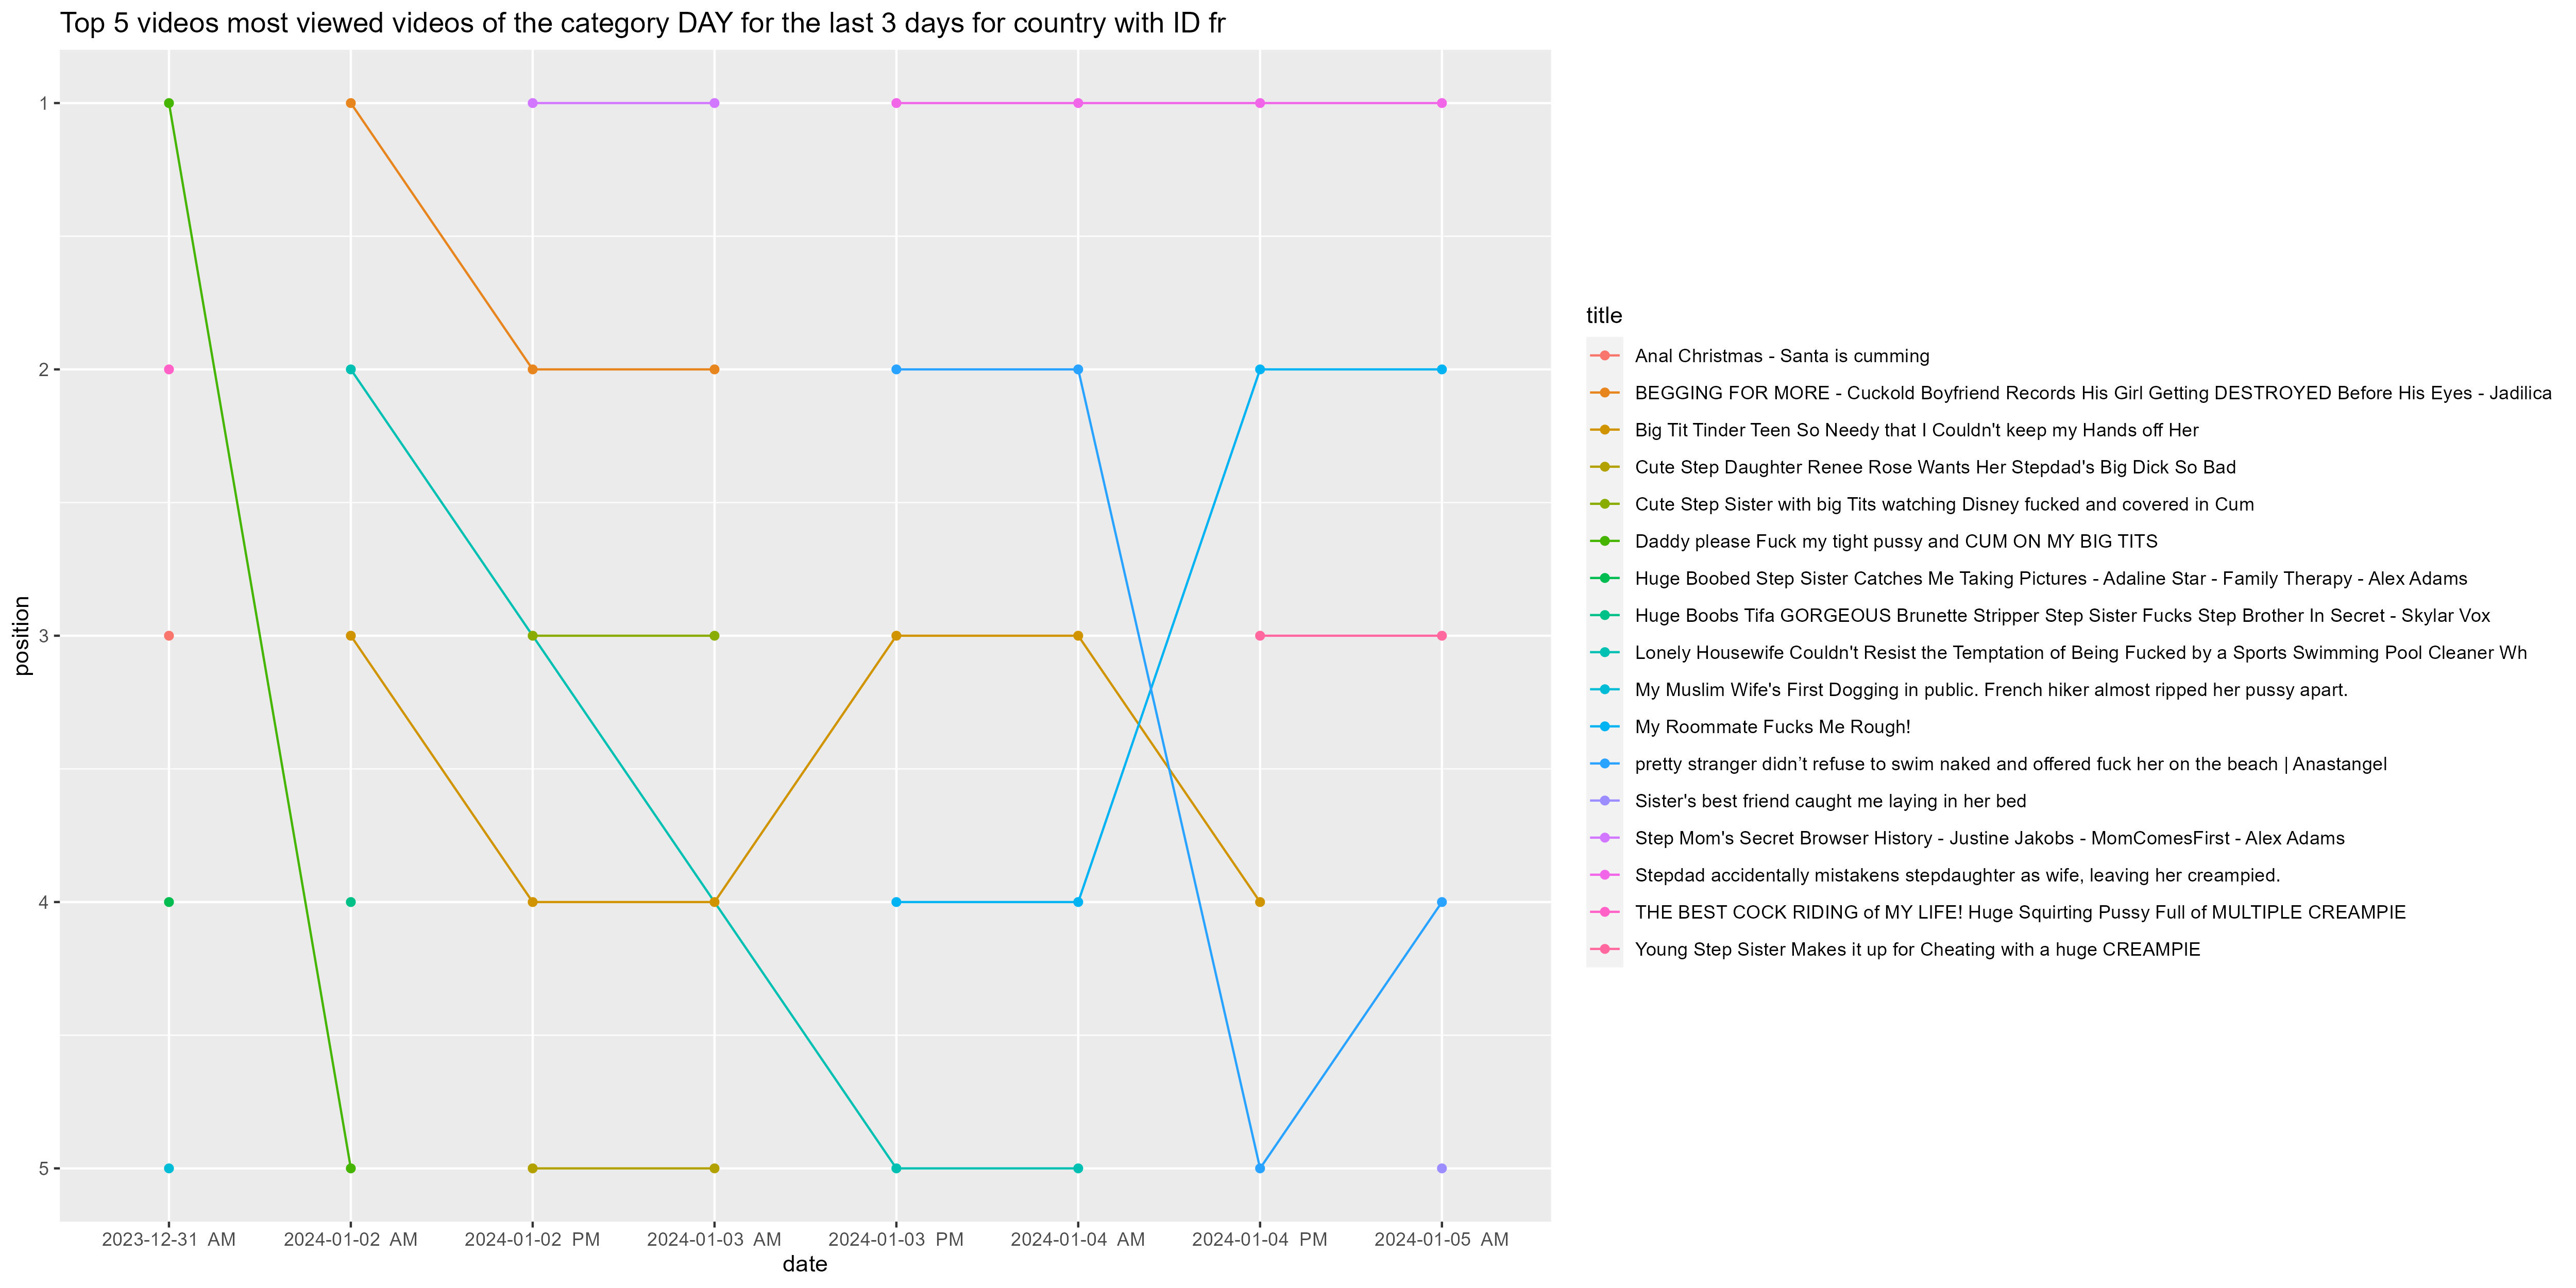 Top 5 videos most viewed videos of the category DAY for the last 3 days for country with ID fr
position
1
2
3
4
5
2023-12-31 AM
2024-01-02 AM
2024-01-02 PM
2024-01-03 AM
2024-01-03 PM
2024-01-04 AM
2024-01-04 PM
2024-01-05 AM
date
title
Anal Christmas - Santa is cumming
BEGGING FOR MORE - Cuckold Boyfriend Records His Girl Getting DESTROYED Before His Eyes - Jadilica
Big Tit Tinder Teen So Needy that I Couldn't keep my Hands off Her
Cute Step Daughter Renee Rose Wants Her Stepdad's Big Dick So Bad
Cute Step Sister with big Tits watching Disney fucked and covered in Cum
Daddy please Fuck my tight pussy and CUM ON MY BIG TITS
Huge Boobed Step Sister Catches Me Taking Pictures - Adaline Star - Family Therapy - Alex Adams
Huge Boobs Tifa GORGEOUS Brunette Stripper Step Sister Fucks Step Brother In Secret - Skylar Vox
Lonely Housewife Couldn't Resist the Temptation of Being Fucked by a Sports Swimming Pool Cleaner Wh
My Muslim Wife's First Dogging in public. French hiker almost ripped her pussy apart.
My Roommate Fucks Me Rough!
pretty stranger didn’t refuse to swim naked and offered fuck her on the beach | Anastangel
Sister's best friend caught me laying in her bed
Step Mom's Secret Browser History - Justine Jakobs - MomComesFirst - Alex Adams
Stepdad accidentally mistakens stepdaughter as wife, leaving her creampied.
THE BEST COCK RIDING of MY LIFE! Huge Squirting Pussy Full of MULTIPLE CREAMPIE
Young Step Sister Makes it up for Cheating with a huge CREAMPIE